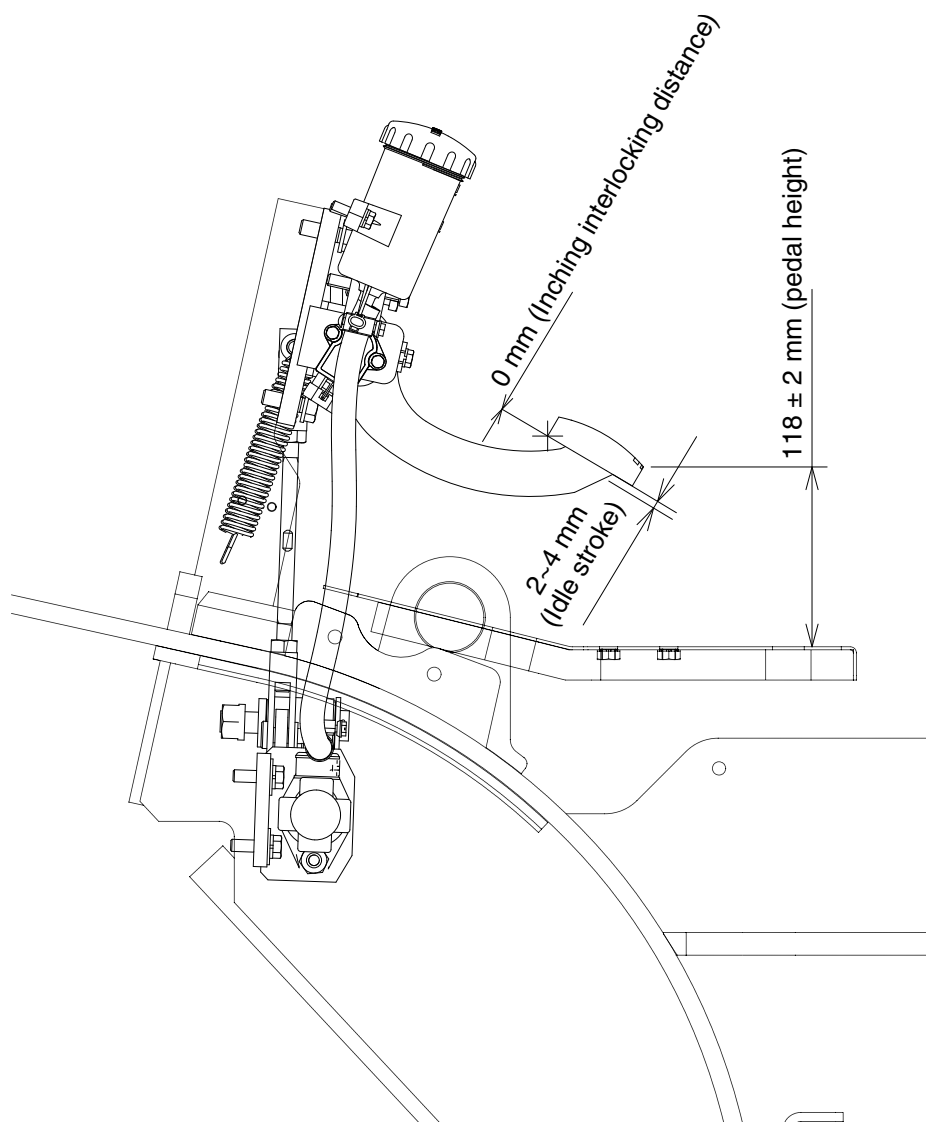 0 mm (Inching interlocking distance)
118 ± 2 mm (pedal height)
2~4 mm
(Idle stroke)